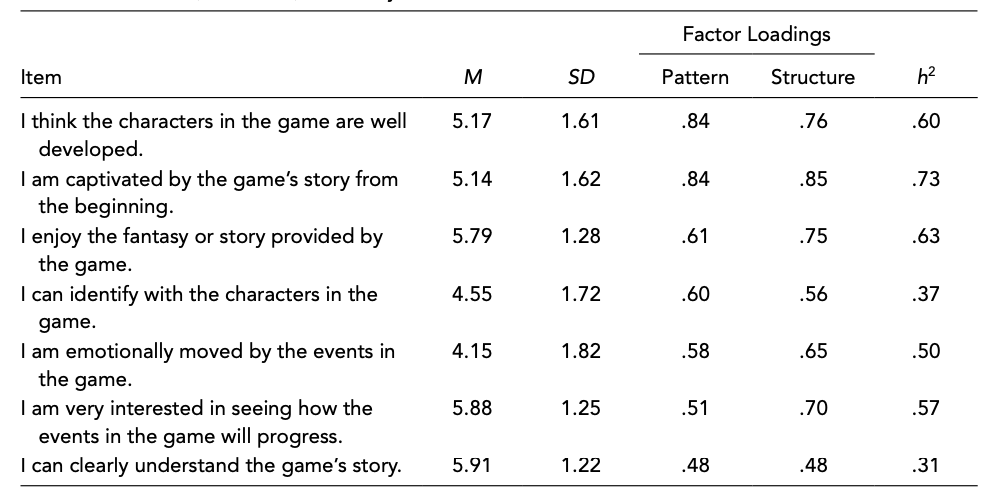 Factor Loadings
Item M SD Pattern Structure h²
I think the characters in the game are well 5.17 1.61 .84 .76 .60
developed.
I am captivated by the game's story from 5.14 1.62 .84 .85 .73
the beginning.
I enjoy the fantasy or story provided by 5.79 1.28 .61 .75 .63
the game.
I can identify with the characters in the 4.55 1.72 .60 .56 .37
game.
I am emotionally moved by the events in 4.15 1.82 .58 .65 .50
the game.
I am very interested in seeing how the 5.88 1.25 .51 .70 .57
events in the game will progress.
I can clearly understand the game's story. 5.91 1.22 .48 .48 .31